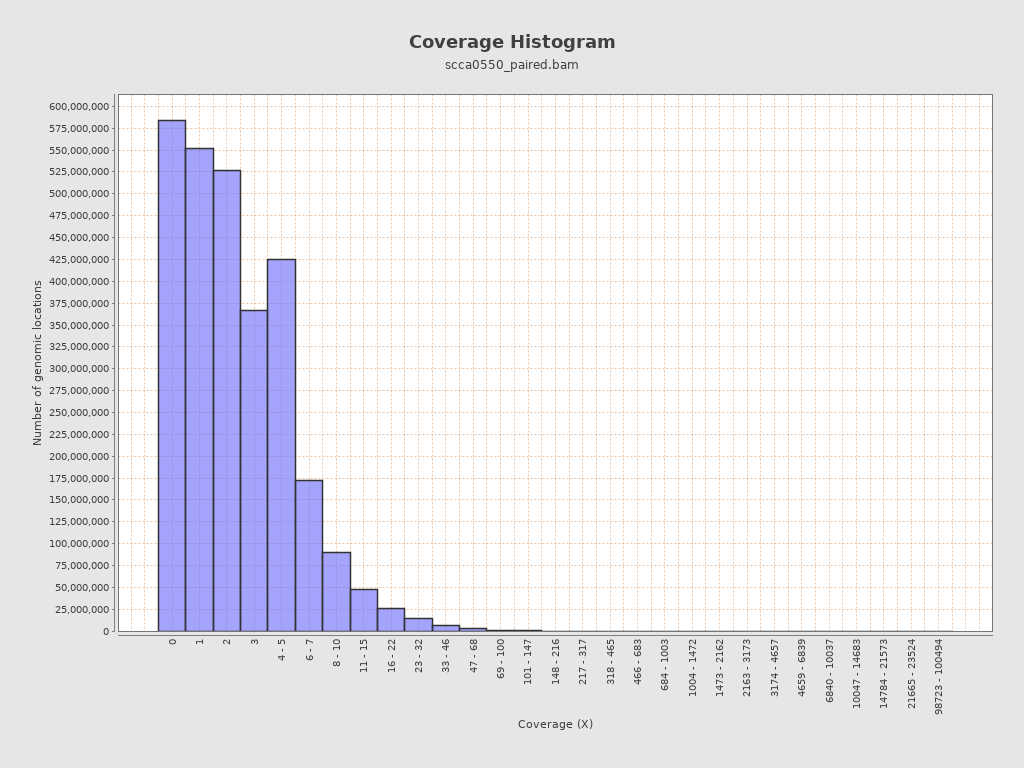 Coverage Histogram
scca0550_paired.bam
600,000,000
575,000,000
550,000,000
525,000,000
500,000,000
475,000,000
450,000,000
425,000,000
400,000,000
375,000,000
350,000,000
325,000,000
300,000,000
275,000,000
250,000,000
225,000,000
200,000,000
175,000,000
150,000,000
125,000,000
100,000,000
75,000,000
50,000,000
25,000,000
0
Number of genomic locations
0
1
2
3
4 - 5
6 - 7
8 - 10
11 - 15
16 - 22
23 - 32
33 - 46
47 - 68
69 - 100
101 - 147
148 - 216
217 - 317
318 - 465
466 - 683
684 - 1003
1004 - 1472
1473 - 2162
2163 - 3173
3174 - 4657
4659 - 6839
6840 - 10037
10047 - 14683
14784 - 21573
21665 - 23524
98723 - 100494
Coverage (X)